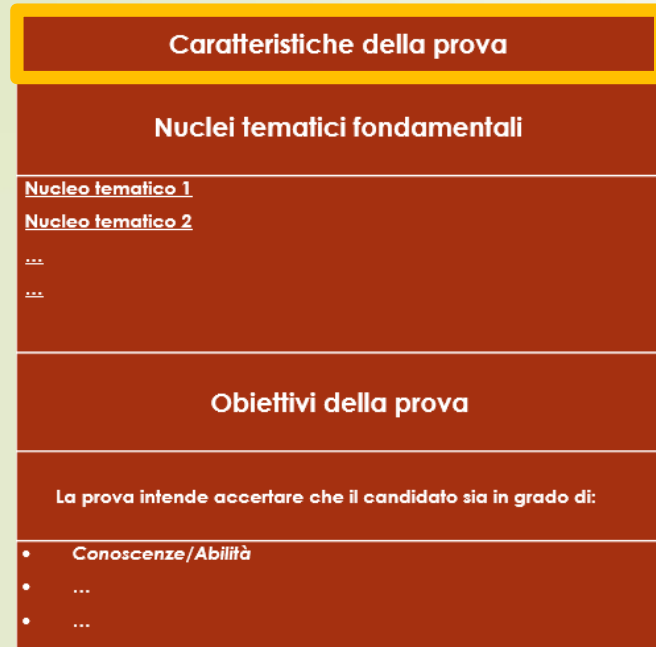 Caratteristiche della prova
Nuclei tematici fondamentali
Nucleo tematico 1
Nucleo tematico 2
...
...
Obiettivi della prova
La prova intende accertare che il candidato sia in grado di:
• Conoscenze/Abilità
• ...
• ...